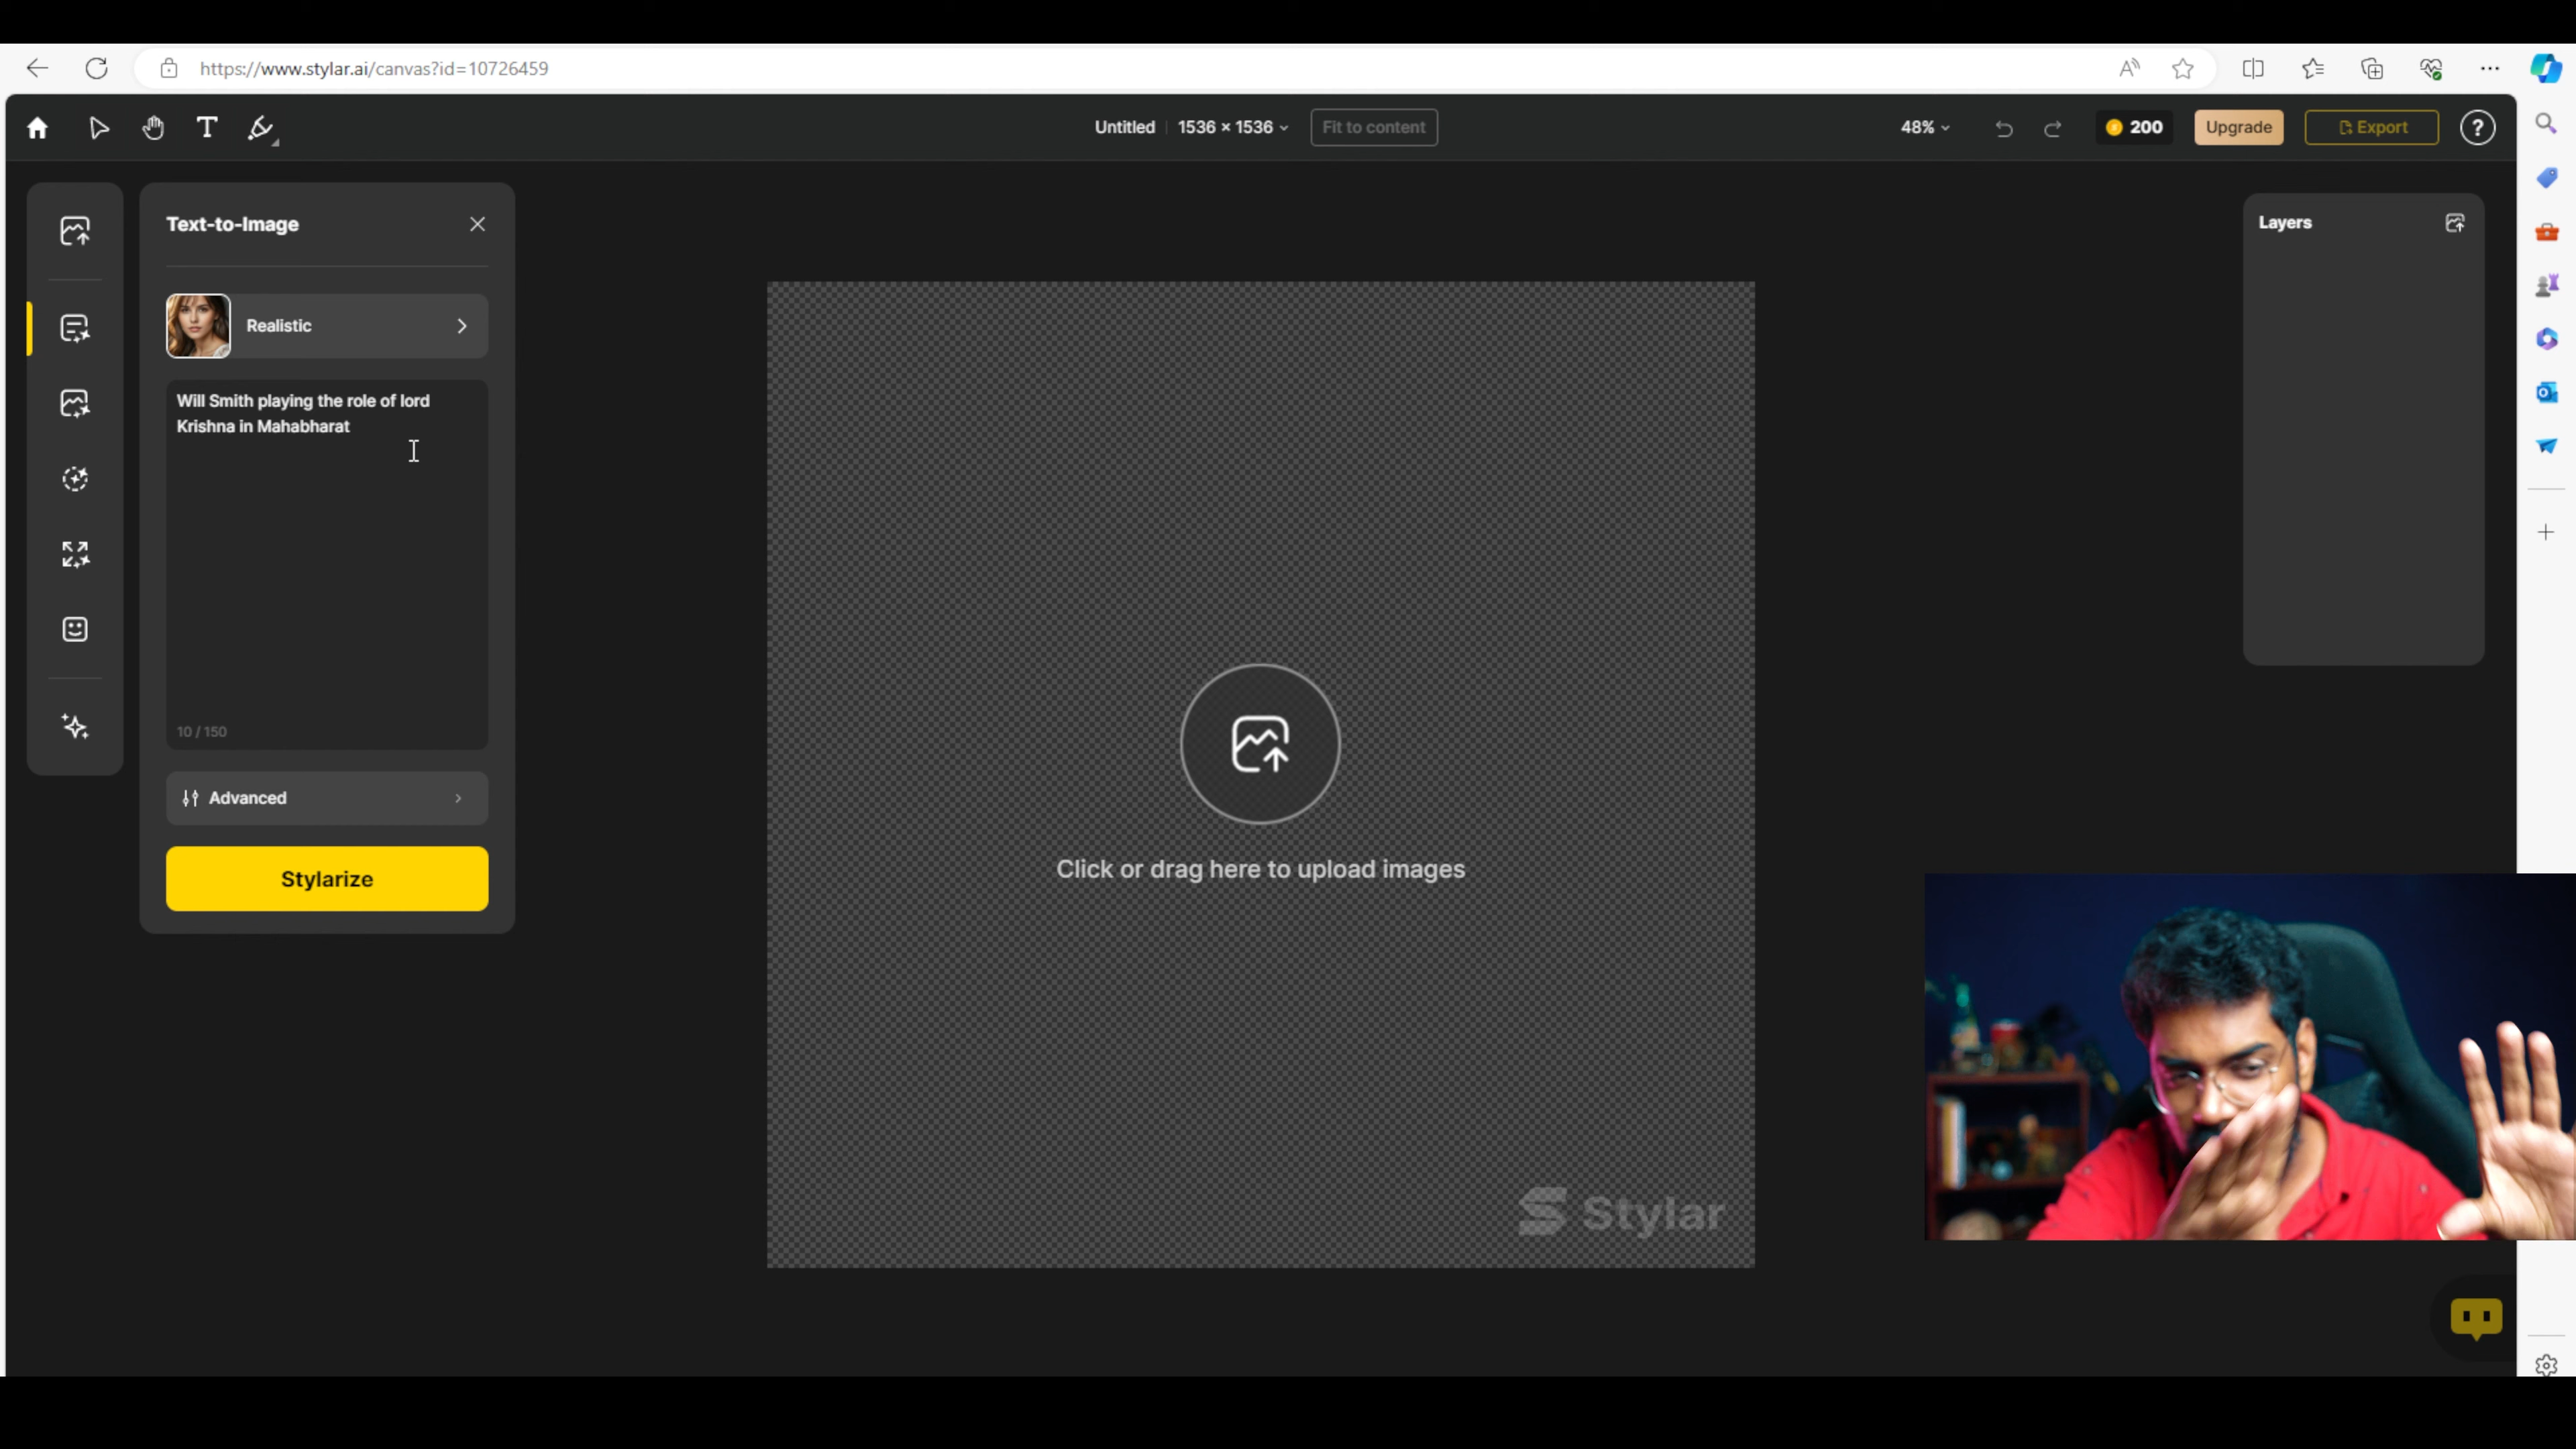 https://www.stylar.ai/canvas?id=10726459
Untitled
1536 × 1536
Fit to content
48%
200
Upgrade
Export
?
Text-to-Image
Realistic
Will Smith playing the role of lord
Krishna in Mahabharat
10 / 150
Advanced
Stylarize
Click or drag here to upload images
Stylar
Layers